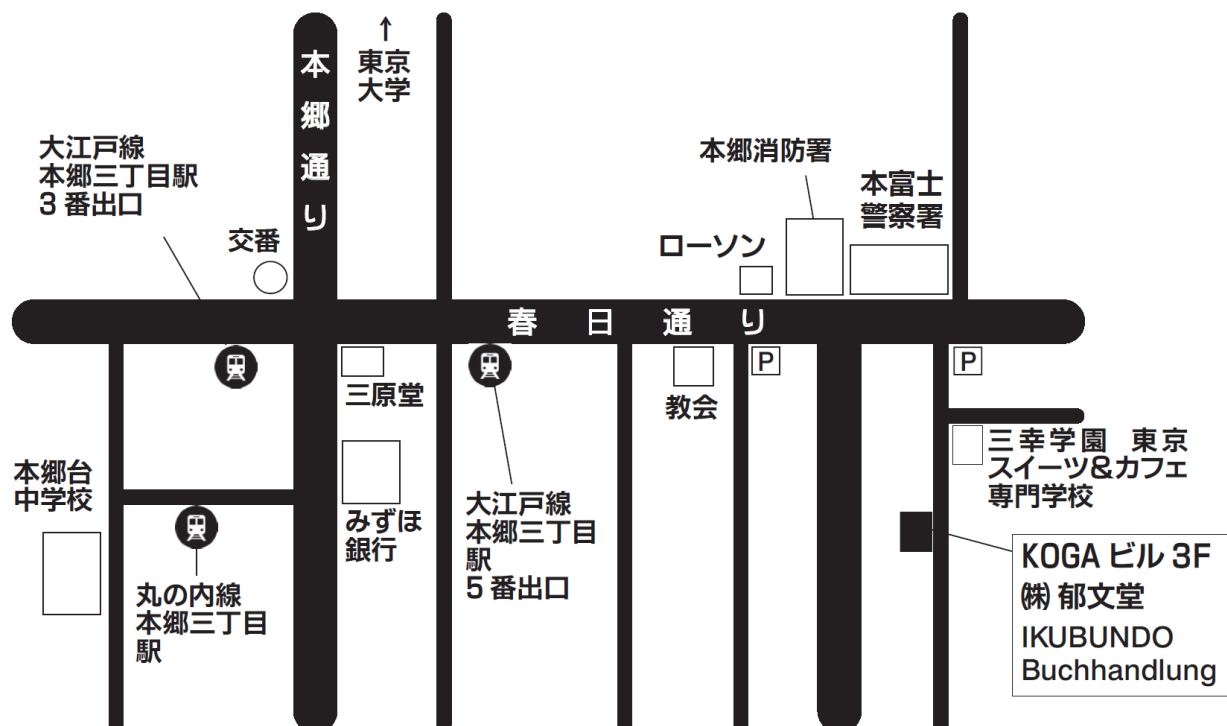 ↑
東京
大学
本郷通り
大江戸線
本郷三丁目駅
3 番出口
交番
本郷消防署
本富士
警察署
ローソン
春日通り
三原堂
教会
P
P
本郷台
中学校
みずほ
銀行
大江戸線
本郷三丁目
駅
5 番出口
丸の内線
本郷三丁目
駅
三幸学園 東京
スイーツ&カフェ
専門学校
KOGA ビル 3F
㈱ 郁文堂
IKUBUNDO
Buchhandlung